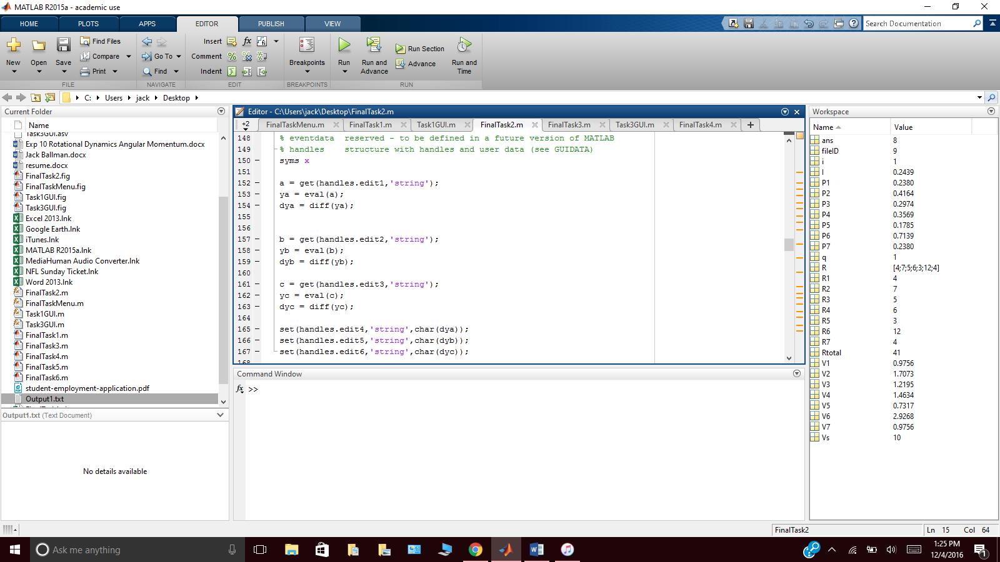 MATLAB R2015a - academic use
HOME PLOTS APPS EDITOR PUBLISH VIEW
Search Documentation
New Open Save Find Files Compare Print
FILE
Go To Find
NAVIGATE
Insert fx
Comment
Indent
EDIT
Breakpoints
BREAKPOINTS
Run Run and Advance Run Section Advance Run and Time
RUN
C: Users jack Desktop
Current Folder
Name
Task3GUI.asv
Exp 10 Rotational Dynamics Angular Momentum.docx
Jack Ballman.docx
resume.docx
FinalTask2.fig
FinalTaskMenu.fig
Task1GUI.fig
Task3GUI.fig
Excel 2013.lnk
Google Earth.lnk
iTunes.lnk
MATLAB R2015a.lnk
MediaHuman Audio Converter.lnk
NFL Sunday Ticket.lnk
Word 2013.lnk
FinalTask2.m
FinalTaskMenu.m
Task1GUI.m
Task3GUI.m
FinalTask1.m
FinalTask3.m
FinalTask4.m
FinalTask5.m
FinalTask6.m
student-employment-application.pdf
Output1.txt
Output1.txt (Text Document)
No details available
Editor - C:\Users\jack\Desktop\FinalTask2.m
+2 FinalTaskMenu.m FinalTask1.m Task1GUI.m FinalTask2.m FinalTask3.m Task3GUI.m FinalTask4.m
148 % eventdata  reserved - to be defined in a future version of MATLAB
149 % handles    structure with handles and user data (see GUIDATA)
150 - syms x
151
152 - a = get(handles.edit1,'string');
153 - ya = eval(a);
154 - dya = diff(ya);
155
156
157 - b = get(handles.edit2,'string');
158 - yb = eval(b);
159 - dyb = diff(yb);
160
161 - c = get(handles.edit3,'string');
162 - yc = eval(c);
163 - dyc = diff(yc);
164
165 - set(handles.edit4,'string',char(dya));
166 - set(handles.edit5,'string',char(dyb));
167 - set(handles.edit6,'string',char(dyc));
168
Command Window
fx >>
Workspace
Name Value
ans 8
fileID 9
i 1
I 0.2439
P1 0.2380
P2 0.4164
P3 0.2974
P4 0.3569
P5 0.1785
P6 0.7139
P7 0.2380
q 1
R [4;7;5;6;3;12;4]
R1 4
R2 7
R3 5
R4 6
R5 3
R6 12
R7 4
Rtotal 41
V1 0.9756
V2 1.7073
V3 1.2195
V4 1.4634
V5 0.7317
V6 2.9268
V7 0.9756
Vs 10
FinalTask2 Ln 15 Col 64
Ask me anything
1:25 PM
12/4/2016
1